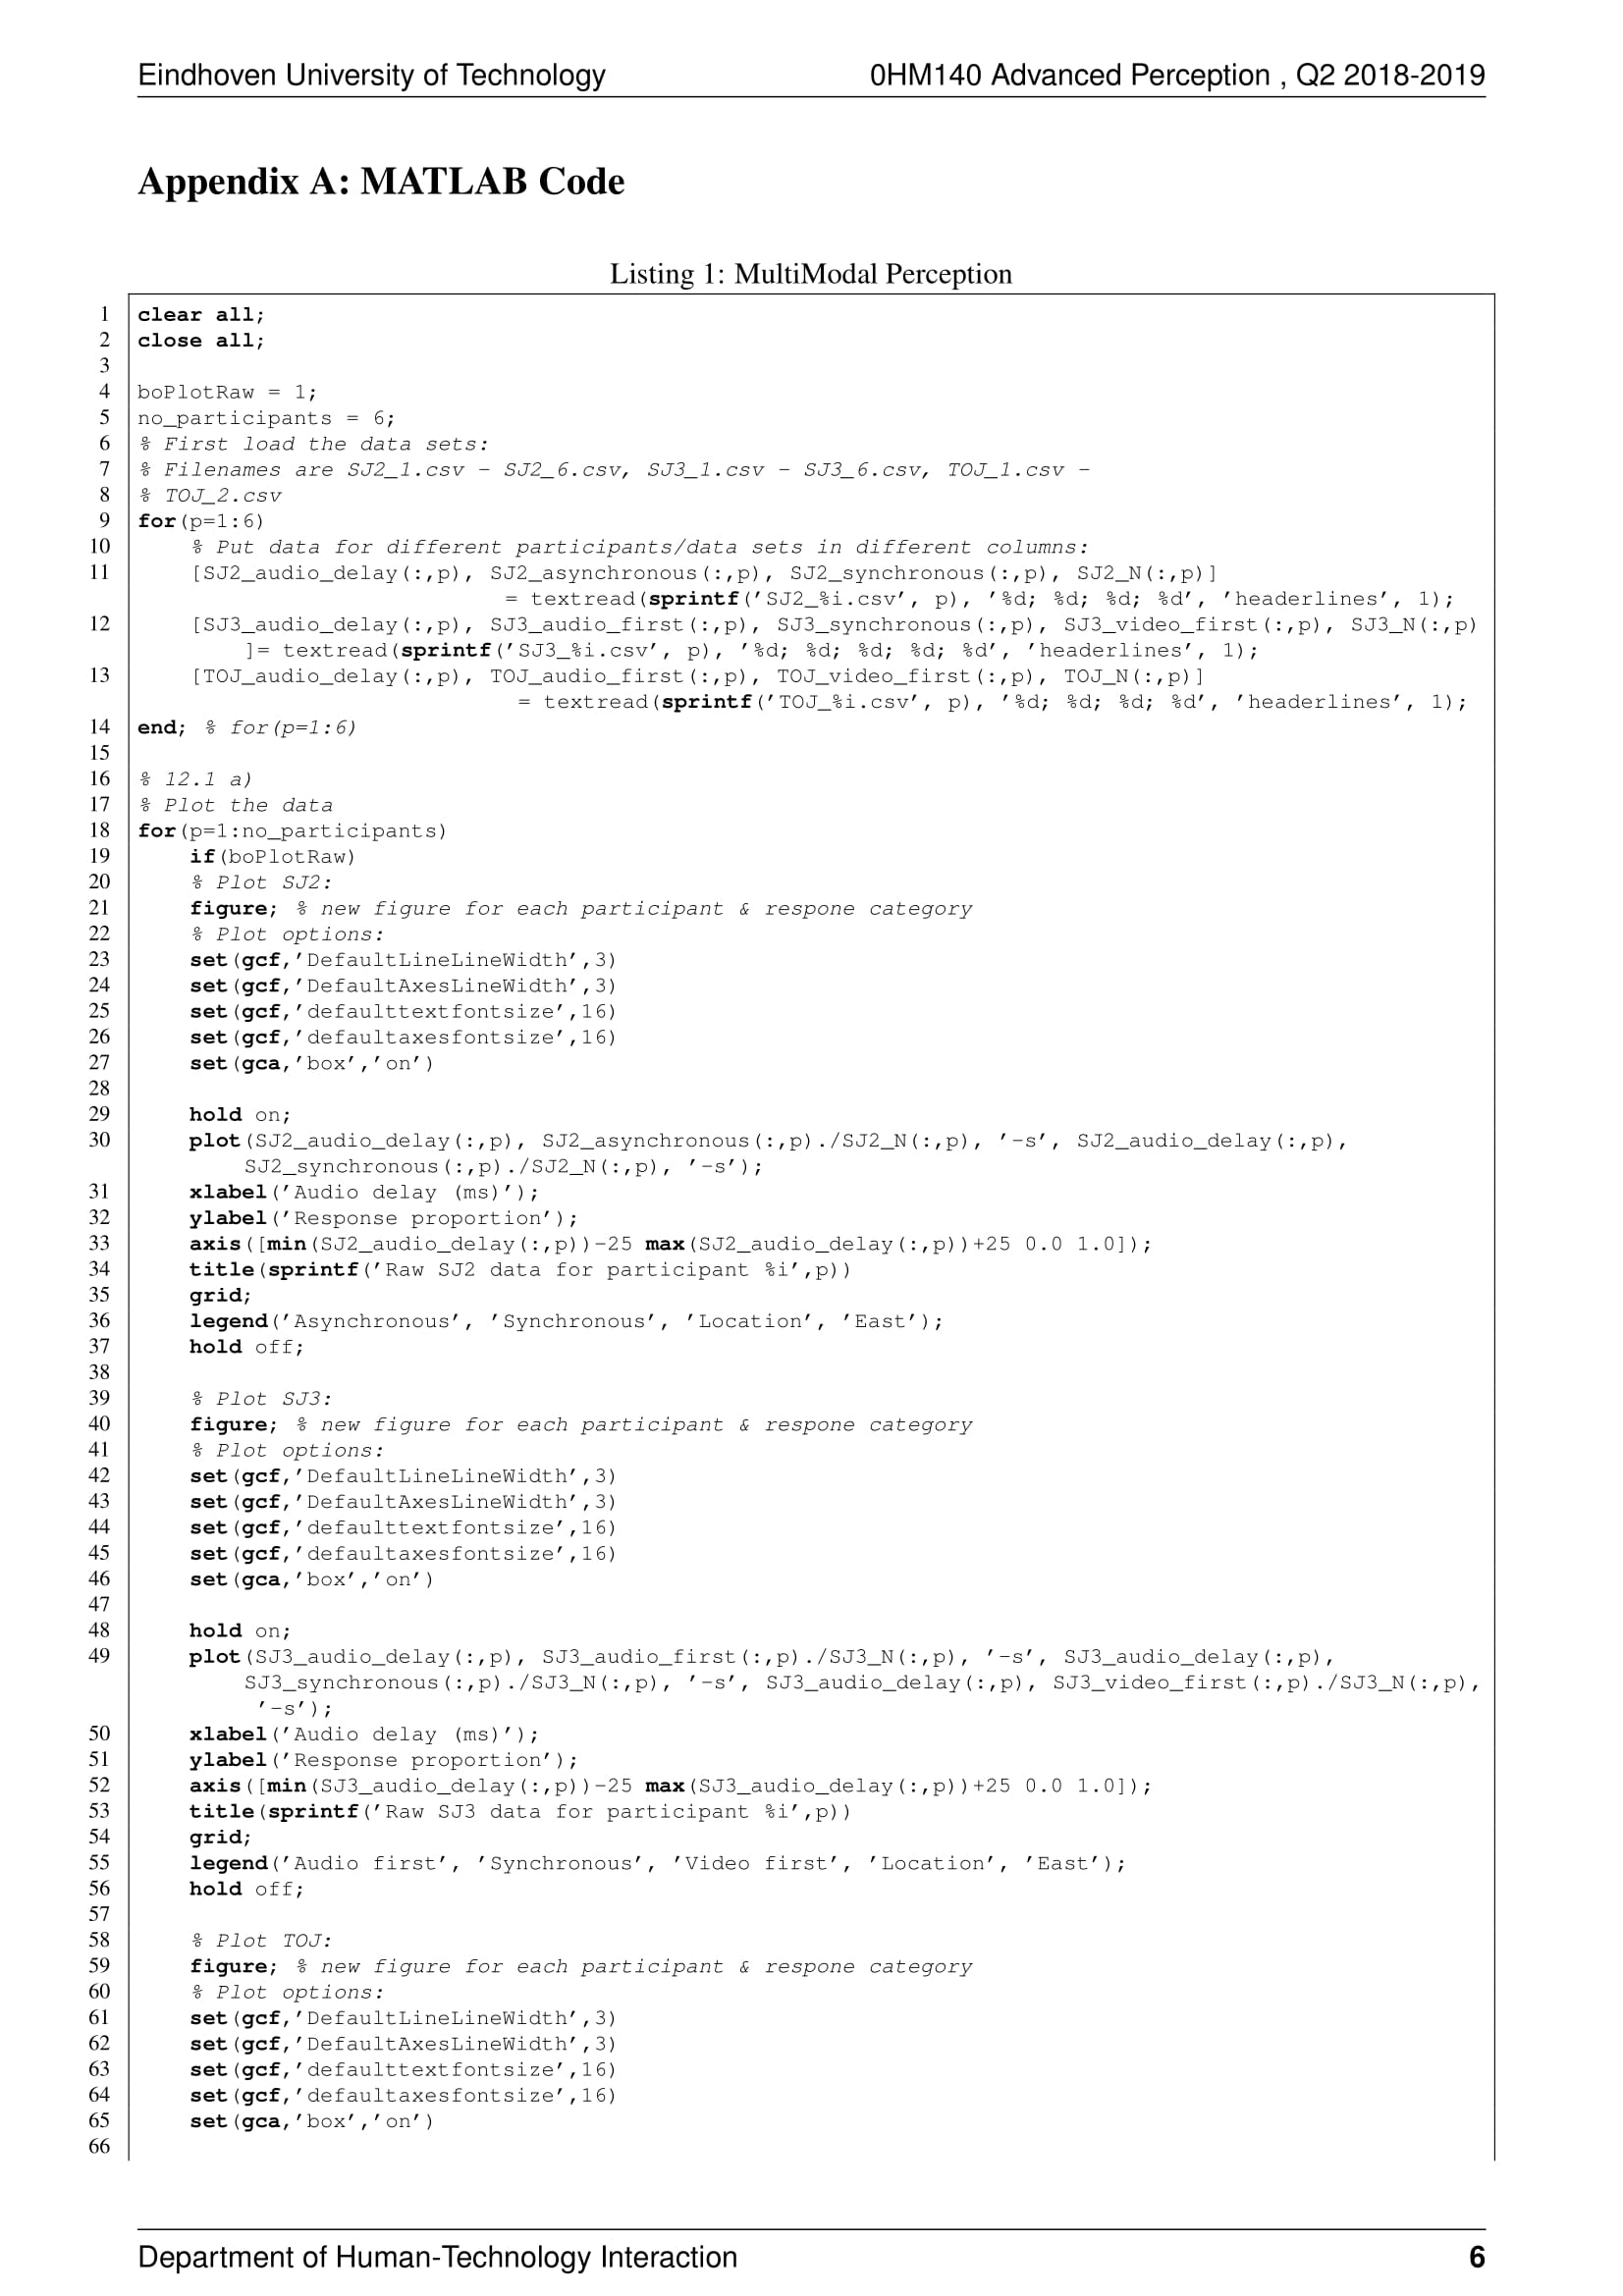 Eindhoven University of Technology 0HM140 Advanced Perception , Q2 2018-2019
Appendix A: MATLAB Code
Listing 1: MultiModal Perception
1 clear all;
2 close all;
3
4 boPlotRaw = 1;
5 no_participants = 6;
6 % First load the data sets:
7 % Filenames are SJ2_1.csv - SJ2_6.csv, SJ3_1.csv - SJ3_6.csv, TOJ_1.csv -
8 % TOJ_2.csv
9 for(p=1:6)
10 % Put data for different participants/data sets in different columns:
11 [SJ2_audio_delay(:,p), SJ2_asynchronous(:,p), SJ2_synchronous(:,p), SJ2_N(:,p)]
= textread(sprintf('SJ2_%i.csv', p), '%d; %d; %d; %d', 'headerlines', 1);
12 [SJ3_audio_delay(:,p), SJ3_audio_first(:,p), SJ3_synchronous(:,p), SJ3_video_first(:,p), SJ3_N(:,p)
]= textread(sprintf('SJ3_%i.csv', p), '%d; %d; %d; %d; %d', 'headerlines', 1);
13 [TOJ_audio_delay(:,p), TOJ_audio_first(:,p), TOJ_video_first(:,p), TOJ_N(:,p)]
= textread(sprintf('TOJ_%i.csv', p), '%d; %d; %d; %d', 'headerlines', 1);
14 end; % for(p=1:6)
15
16 % 12.1 a)
17 % Plot the data
18 for(p=1:no_participants)
19 if(boPlotRaw)
20 % Plot SJ2:
21 figure; % new figure for each participant & respone category
22 % Plot options:
23 set(gcf,'DefaultLineLineWidth',3)
24 set(gcf,'DefaultAxesLineWidth',3)
25 set(gcf,'defaulttextfontsize',16)
26 set(gcf,'defaultaxesfontsize',16)
27 set(gca,'box','on')
28
29 hold on;
30 plot(SJ2_audio_delay(:,p), SJ2_asynchronous(:,p)./SJ2_N(:,p), '-s', SJ2_audio_delay(:,p),
SJ2_synchronous(:,p)./SJ2_N(:,p), '-s');
31 xlabel('Audio delay (ms)');
32 ylabel('Response proportion');
33 axis([min(SJ2_audio_delay(:,p))-25 max(SJ2_audio_delay(:,p))+25 0.0 1.0]);
34 title(sprintf('Raw SJ2 data for participant %i',p))
35 grid;
36 legend('Asynchronous', 'Synchronous', 'Location', 'East');
37 hold off;
38
39 % Plot SJ3:
40 figure; % new figure for each participant & respone category
41 % Plot options:
42 set(gcf,'DefaultLineLineWidth',3)
43 set(gcf,'DefaultAxesLineWidth',3)
44 set(gcf,'defaulttextfontsize',16)
45 set(gcf,'defaultaxesfontsize',16)
46 set(gca,'box','on')
47
48 hold on;
49 plot(SJ3_audio_delay(:,p), SJ3_audio_first(:,p)./SJ3_N(:,p), '-s', SJ3_audio_delay(:,p),
SJ3_synchronous(:,p)./SJ3_N(:,p), '-s', SJ3_audio_delay(:,p), SJ3_video_first(:,p)./SJ3_N(:,p),
'-s');
50 xlabel('Audio delay (ms)');
51 ylabel('Response proportion');
52 axis([min(SJ3_audio_delay(:,p))-25 max(SJ3_audio_delay(:,p))+25 0.0 1.0]);
53 title(sprintf('Raw SJ3 data for participant %i',p))
54 grid;
55 legend('Audio first', 'Synchronous', 'Video first', 'Location', 'East');
56 hold off;
57
58 % Plot TOJ:
59 figure; % new figure for each participant & respone category
60 % Plot options:
61 set(gcf,'DefaultLineLineWidth',3)
62 set(gcf,'DefaultAxesLineWidth',3)
63 set(gcf,'defaulttextfontsize',16)
64 set(gcf,'defaultaxesfontsize',16)
65 set(gca,'box','on')
66
Department of Human-Technology Interaction 6